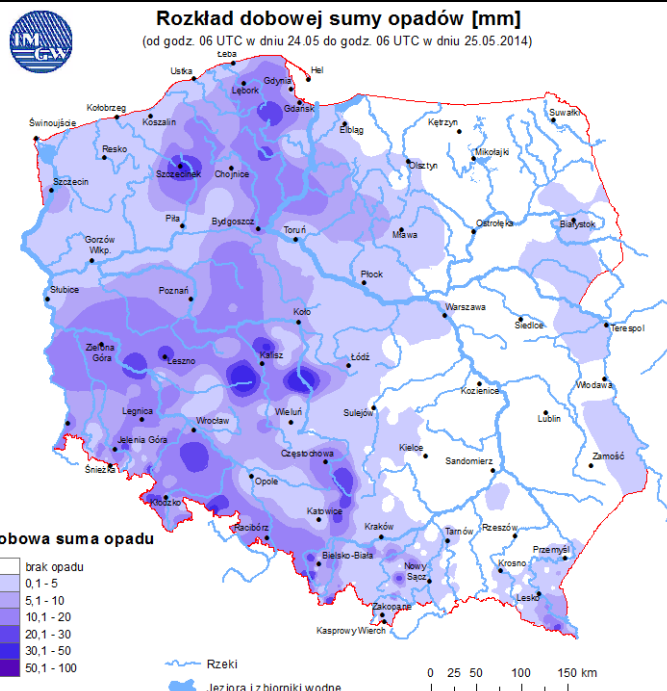 Rozkład dobowej sumy opadów [mm]
(od godz. 06 UTC w dniu 24.05 do godz. 06 UTC w dniu 25.05.2014)
IM
GW
Łeba
Hel
Ustka
Gdynia
Lębork
Gdańsk
Kołobrzeg
Koszalin
Świnoujście
Elbląg
Kętrzyn
Suwałki
Resko
Mikołajki
Szczecinek
Chojnice
Olsztyn
Szczecin
Piła
Bydgoszcz
Toruń
Mława
Ostrołęka
Białystok
Gorzów
Wlkp.
Płock
Słubice
Poznań
Koło
Warszawa
Siedlce
Terespol
Zielona
Góra
Leszno
Kalisz
Łódź
Kozienice
Włodawa
Legnica
Wrocław
Wieluń
Sulejów
Lublin
Jelenia Góra
Śnieżka
Częstochowa
Kielce
Sandomierz
Zamość
Opole
Kłodzko
Katowice
Racibórz
Kraków
Tarnów
Rzeszów
Bielsko-Biała
Nowy
Sącz
Krosno
Przemyśl
Lesko
Zakopane
Kasprowy Wierch
obowa suma opadu
brak opadu
0,1 - 5
5,1 - 10
10,1 - 20
20,1 - 30
30,1 - 50
50,1 - 100
Rzeki
Jeziora i zbiorniki wodne
0 25 50 100 150 km